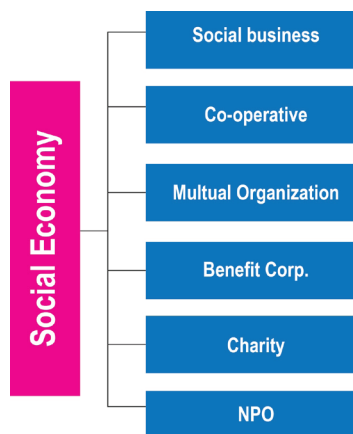 Social Economy
Social business
Co-operative
Multual Organization
Benefit Corp.
Charity
NPO